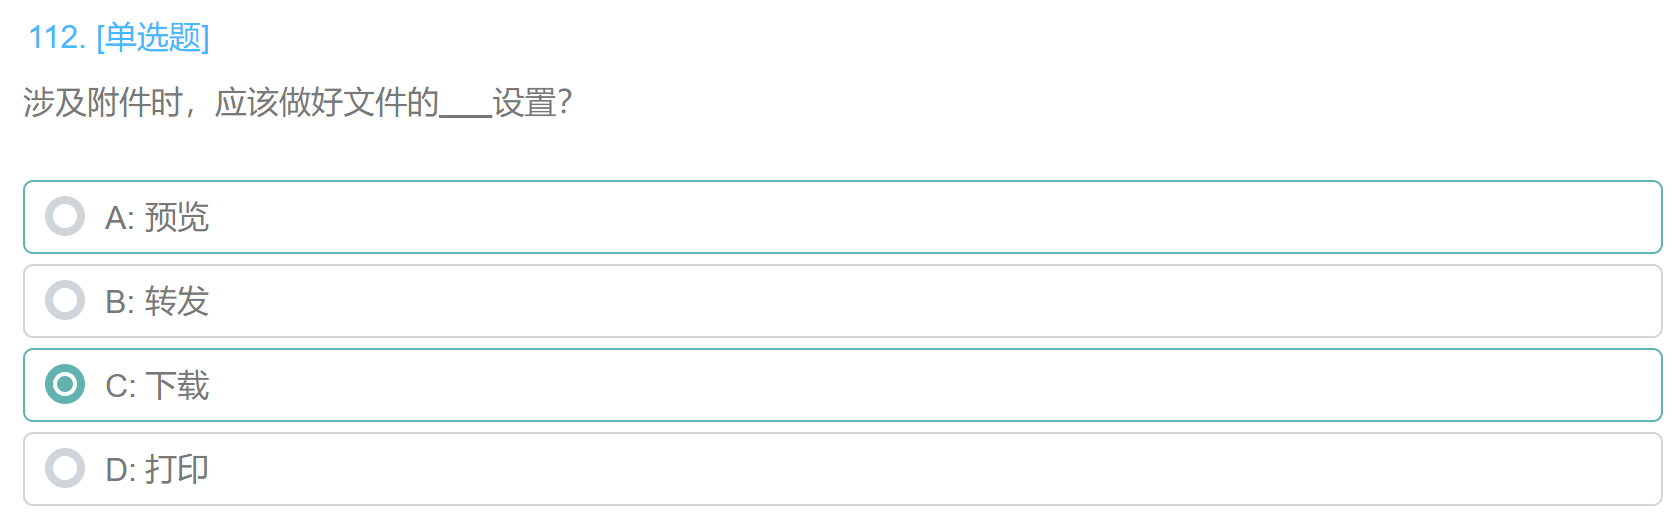 112. [单选题]
涉及附件时，应该做好文件的____设置？
A: 预览
B: 转发
C: 下载
D: 打印